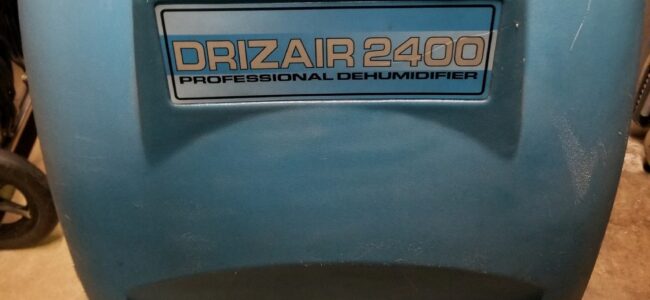 DRIZAIR 2400
PROFESSIONAL DEHUMIDIFIER